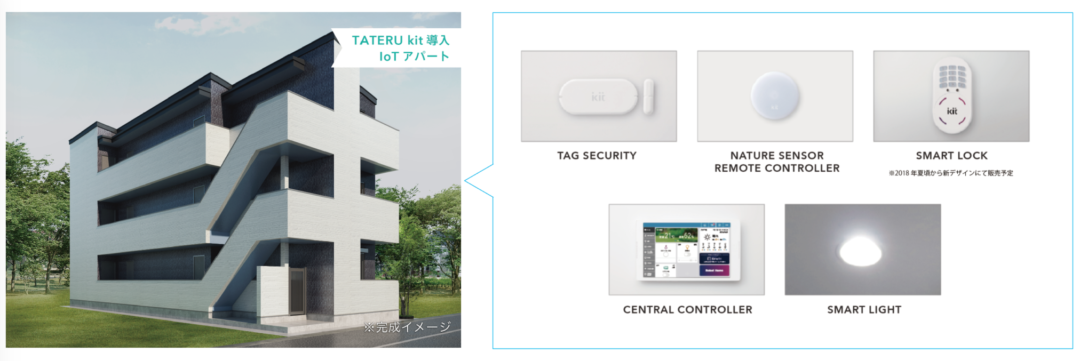 TATERU kit 導入
IoT アパート
※完成イメージ
kit
TAG SECURITY
NATURE SENSOR
REMOTE CONTROLLER
kit
SMART LOCK
※2018 年夏頃から新デザインにて販売予定
CENTRAL CONTROLLER
SMART LIGHT